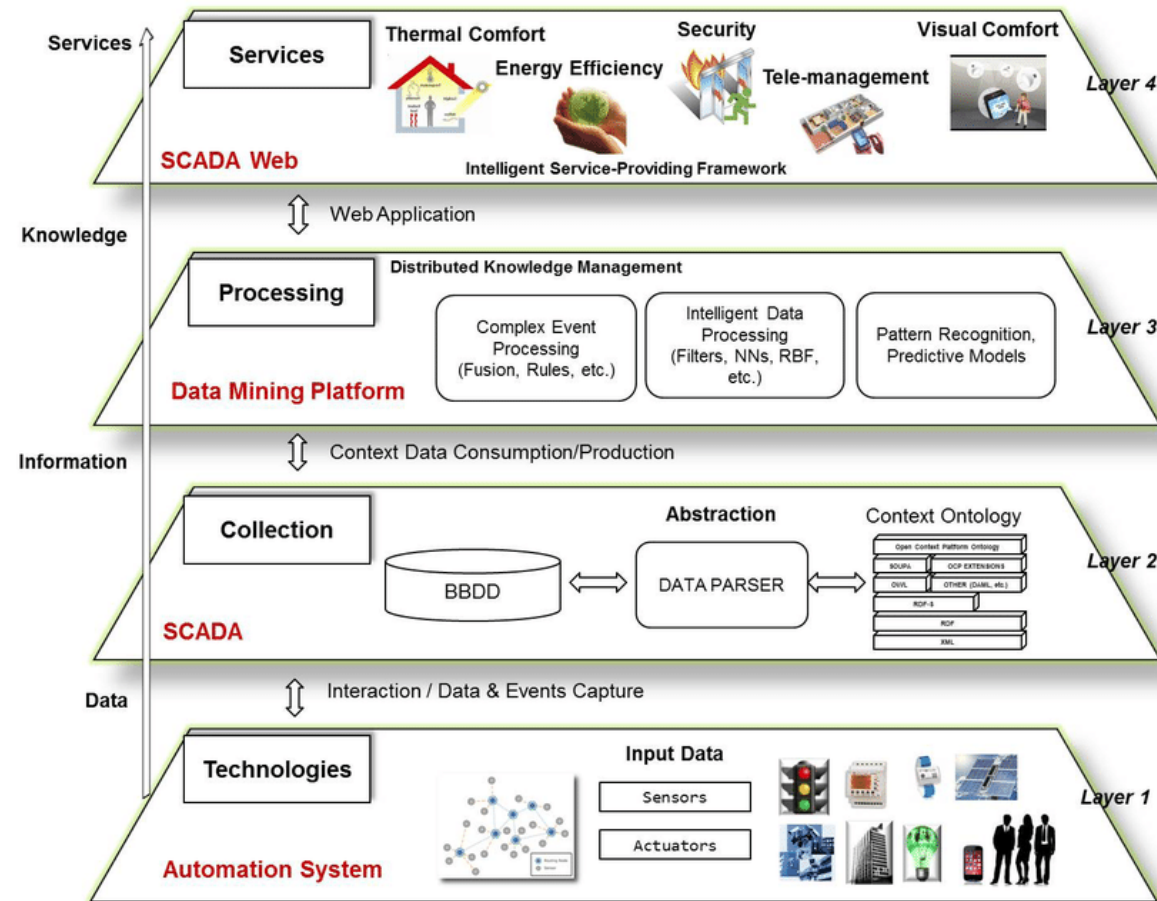 Services
Services
Thermal Comfort
Energy Efficiency
Security
Tele-management
Visual Comfort
Layer 4
SCADA Web
Intelligent Service-Providing Framework
Web Application
Knowledge
Processing
Distributed Knowledge Management
Complex Event
Processing
(Fusion, Rules, etc.)
Intelligent Data
Processing
(Filters, NNs, RBF,
etc.)
Pattern Recognition,
Predictive Models
Layer 3
Data Mining Platform
Information
Context Data Consumption/Production
Collection
Abstraction
Context Ontology
BBDD
DATA PARSER
Open Context Platform Ontology
SOUPA
OCP EXTENSIONS
OWL
OTHER (DAML, etc.)
RDF-S
RDF
XML
Layer 2
SCADA
Data
Interaction / Data & Events Capture
Technologies
Input Data
Sensors
Actuators
Layer 1
Automation System